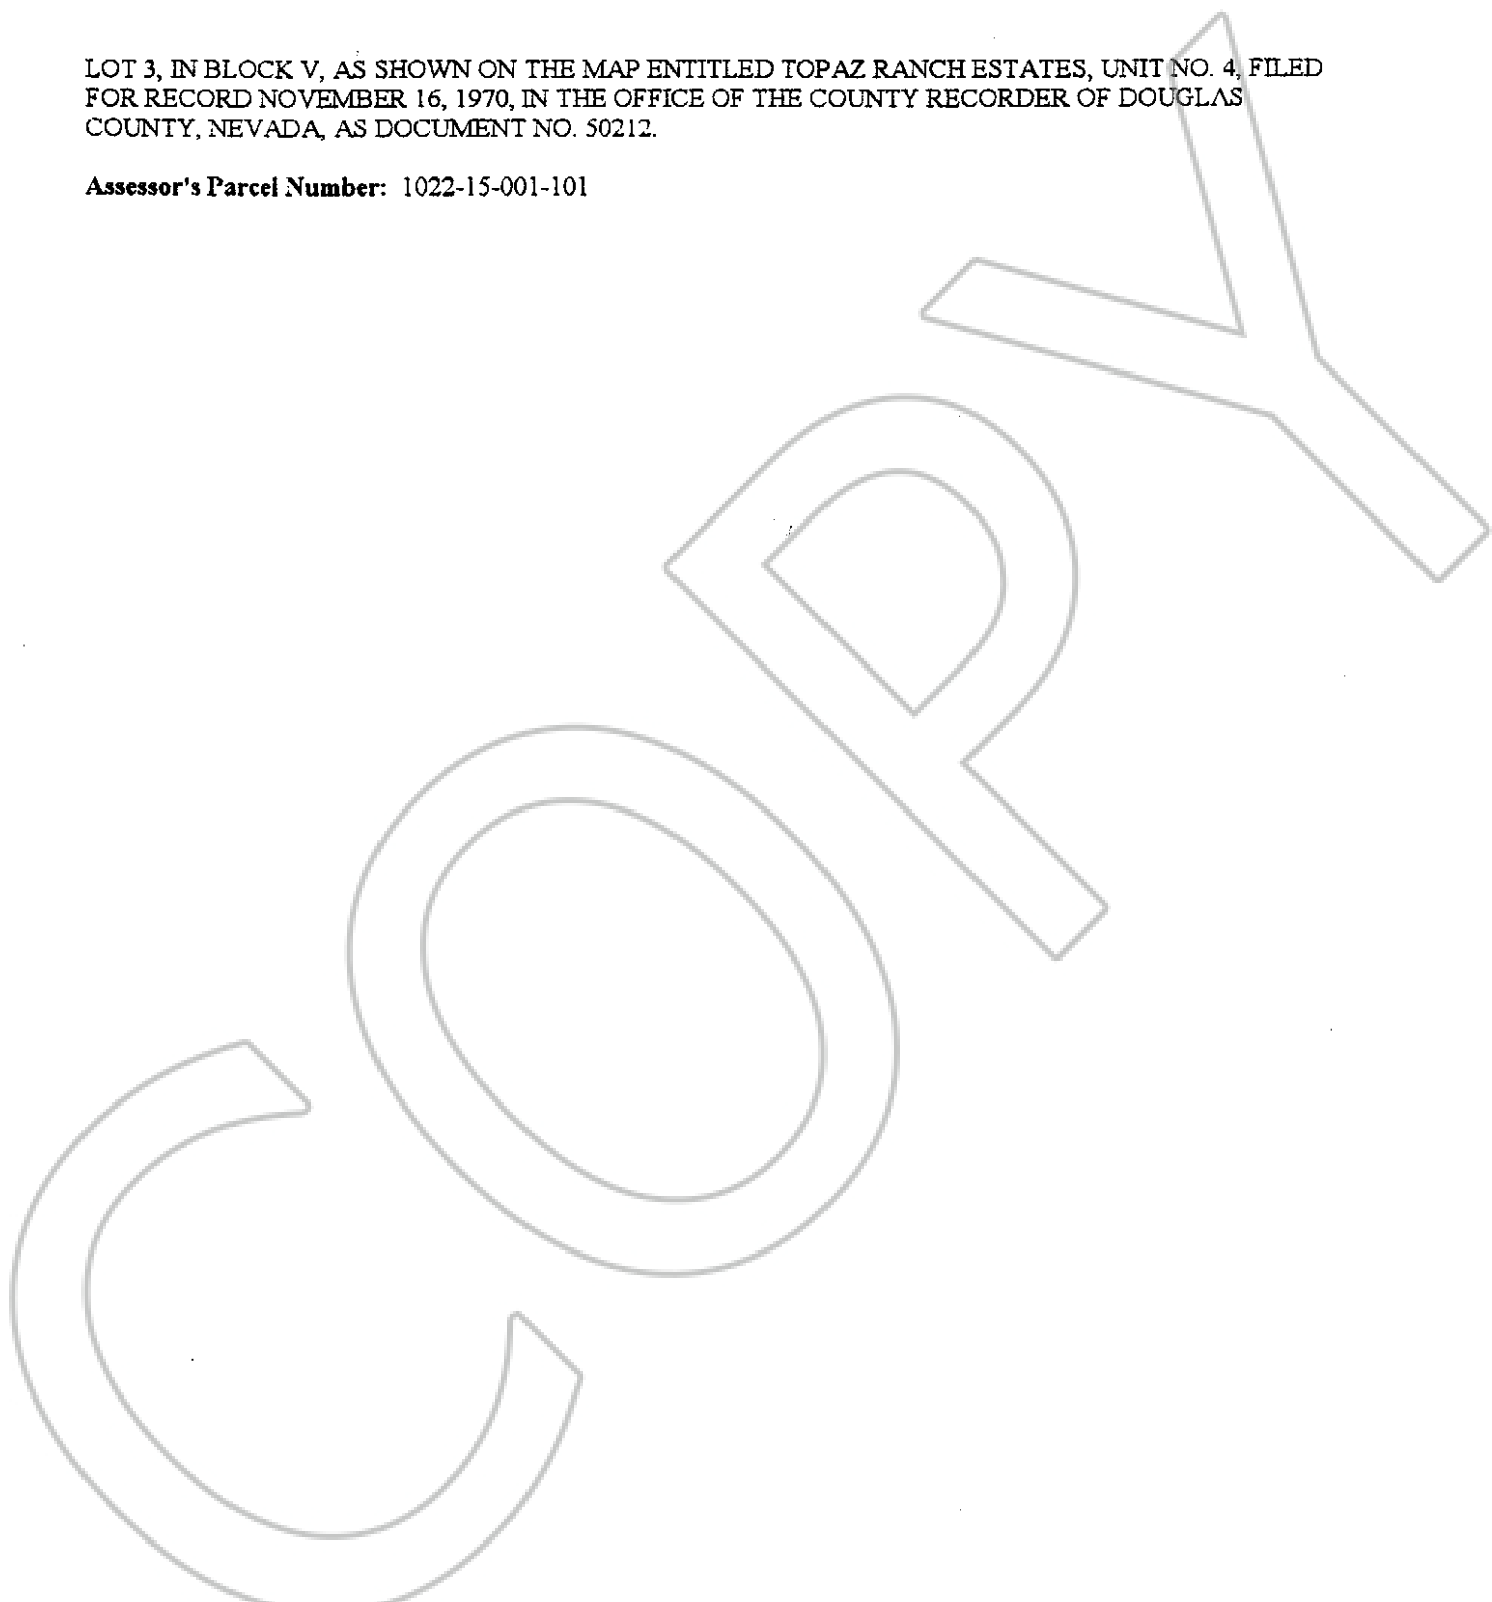 LOT 3, IN BLOCK V, AS SHOWN ON THE MAP ENTITLED TOPAZ RANCH ESTATES, UNIT NO. 4, FILED
FOR RECORD NOVEMBER 16, 1970, IN THE OFFICE OF THE COUNTY RECORDER OF DOUGLAS
COUNTY, NEVADA, AS DOCUMENT NO. 50212.
Assessor's Parcel Number: 1022-15-001-101
COPY